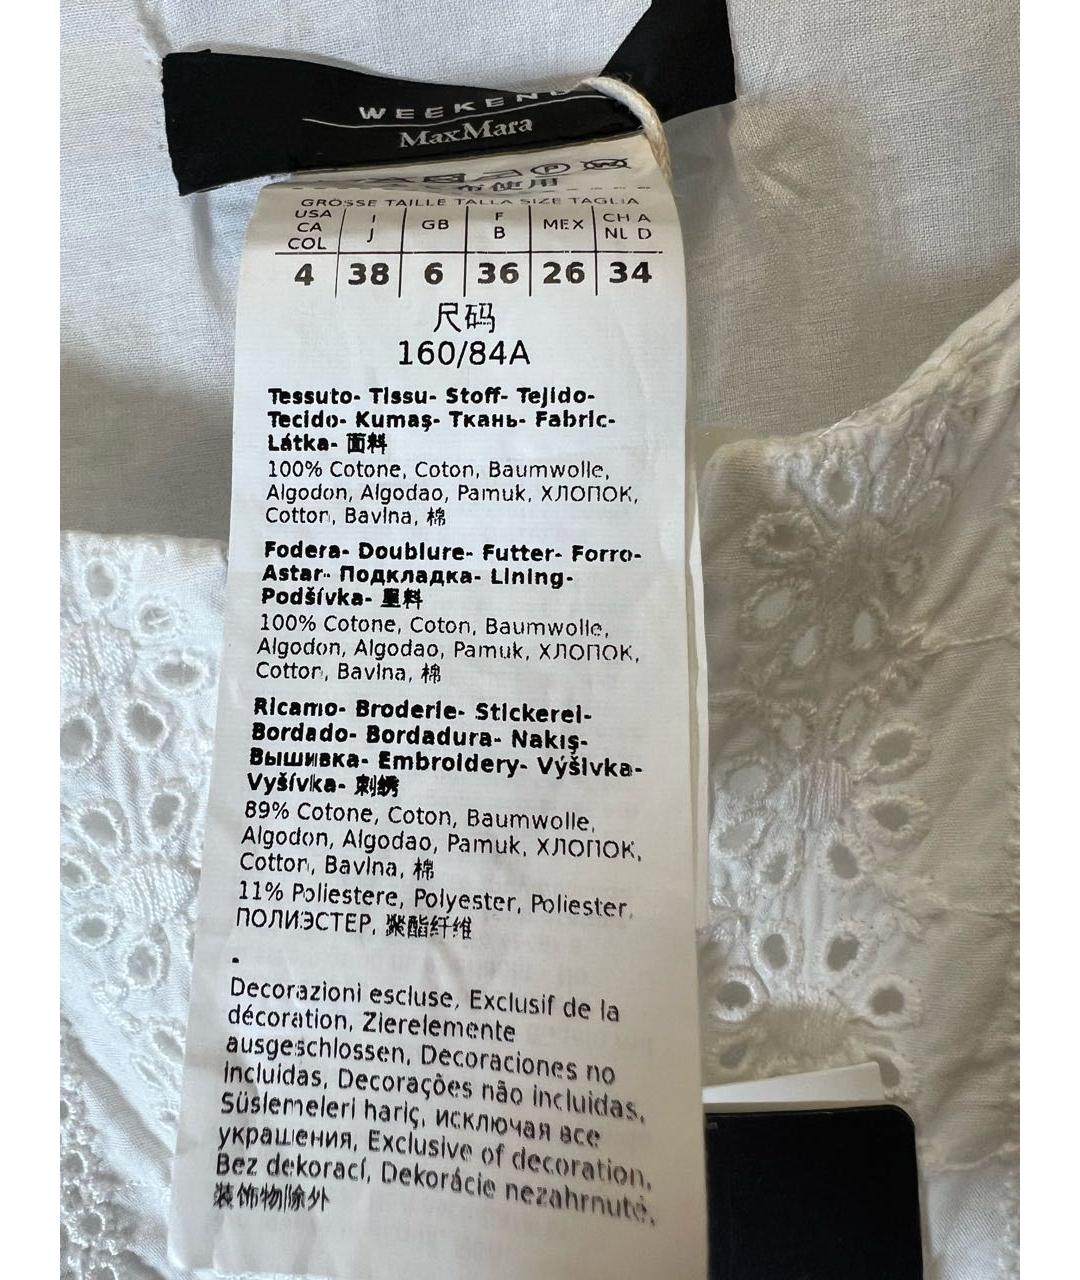 WEEKEND
MaxMara
布使用
GRÖSSE TAILLE TALLA SIZE TAGLIA
USA CA COL I J GB F B MEX CH A NL D
4 38 6 36 26 34
尺码
160/84A
Tessuto- Tissu- Stoff- Tejido-
Tecido- Kumaş- Ткань- Fabric-
Látka- 面料
100% Cotone, Coton, Baumwolle,
Algodon, Algodao, Pamuk, ХЛОПОК,
Cotton, Bavlna, 棉
Fodera- Doublure- Futter- Forro-
Astar- Подкладка- Lining-
Podšívka- 里料
100% Cotone, Coton, Baumwolle,
Algodon, Algodao, Pamuk, ХЛОПОК,
Cotton, Bavlna, 棉
Ricamo- Broderie- Stickerei-
Bordado- Bordadura- Nakiş-
Вышивка- Embroidery- Výšivka-
Vyšívka- 刺绣
89% Cotone, Coton, Baumwolle,
Algodon, Algodao, Pamuk, ХЛОПОК,
Cotton, Bavlna, 棉
11% Poliestere, Polyester, Poliester,
ПОЛИЭСТЕР, 聚酯纤维
.
Decorazioni escluse, Exclusif de la
décoration, Zierelemente
ausgeschlossen, Decoraciones no
incluidas, Decorações não incluidas,
Süslemeleri hariç, исключая все
украшения, Exclusive of decoration,
Bez dekorací, Dekorácie nezahrnuté,
装饰物除外